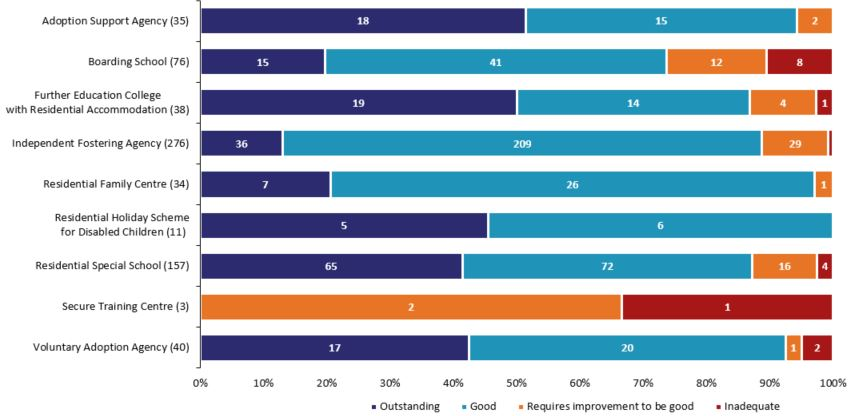 Adoption Support Agency (35)
18 15 2
Boarding School (76)
15 41 12 8
Further Education College
with Residential Accommodation (38)
19 14 4 1
Independent Fostering Agency (276)
36 209 29
Residential Family Centre (34)
7 26 1
Residential Holiday Scheme
for Disabled Children (11)
5 6
Residential Special School (157)
65 72 16 4
Secure Training Centre (3)
2 1
Voluntary Adoption Agency (40)
17 20 1 2
0% 10% 20% 30% 40% 50% 60% 70% 80% 90% 100%
Outstanding Good Requires improvement to be good Inadequate